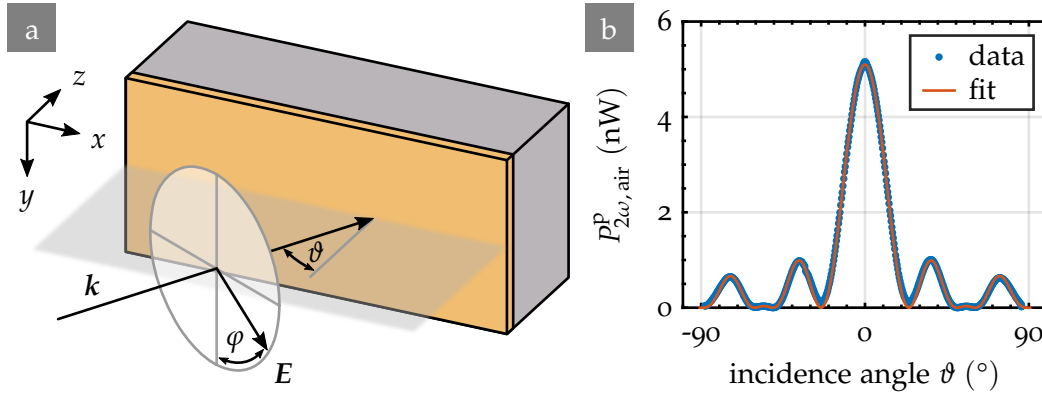 a
z
x
y
k
φ
E
ϑ
b
P^p_{2ω, air} (nW)
6
4
2
0
data
fit
-90
0
90
incidence angle ϑ (°)